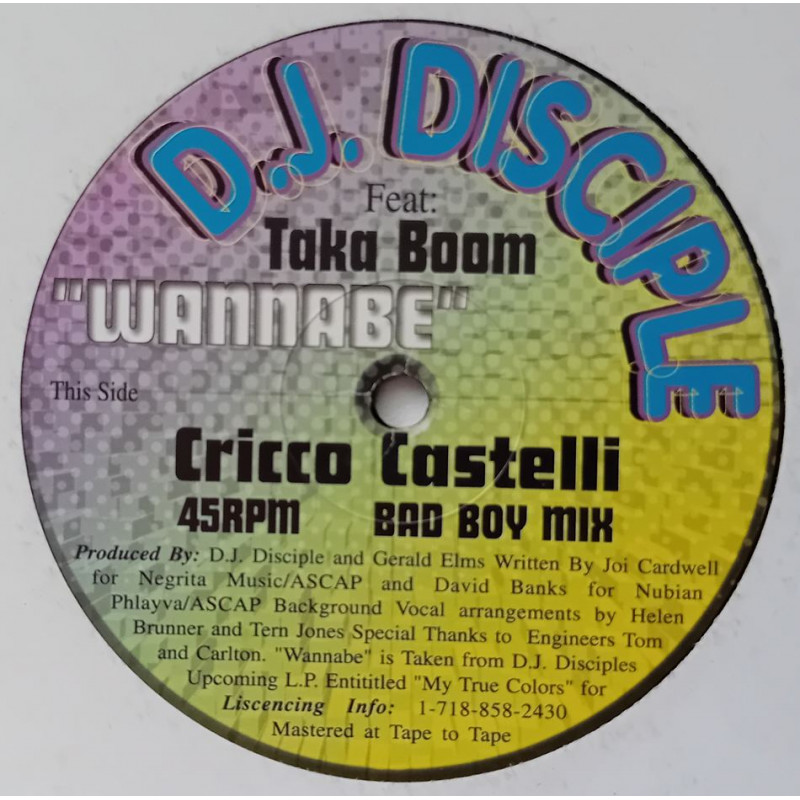 D.J. DISCIPLE
Feat:
Taka Boom
"WANNABE"
This Side
Cricco Castelli
45RPM BAD BOY MIX
Produced By: D.J. Disciple and Gerald Elms Written By Joi Cardwell
for Negrita Music/ASCAP and David Banks for Nubian
Phlayva/ASCAP Background Vocal arrangements by Helen
Brunner and Tern Jones Special Thanks to Engineers Tom
and Carlton. "Wannabe" is Taken from D.J. Disciples
Upcoming L.P. Entititled "My True Colors" for
Liscencing Info: 1-718-858-2430
Mastered at Tape to Tape